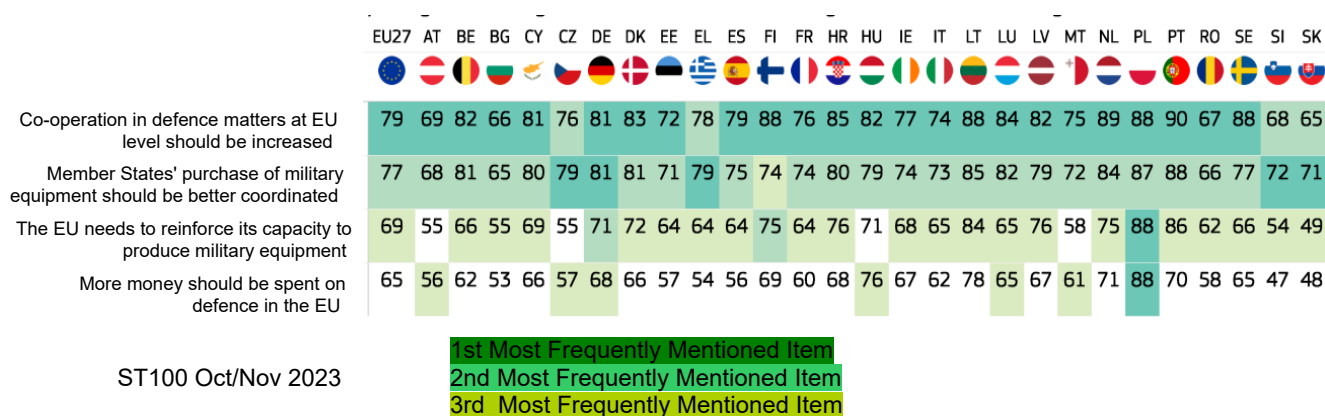 EU27 AT BE BG CY CZ DE DK EE EL ES FI FR HR HU IE IT LT LU LV MT NL PL PT RO SE SI SK
Co-operation in defence matters at EU
level should be increased
79 69 82 66 81 76 81 83 72 78 79 88 76 85 82 77 74 88 84 82 75 89 88 90 67 88 68 65
Member States' purchase of military
equipment should be better coordinated
77 68 81 65 80 79 81 81 71 79 75 74 74 80 79 74 73 85 82 79 72 84 87 88 66 77 72 71
The EU needs to reinforce its capacity to
produce military equipment
69 55 66 55 69 55 71 72 64 64 64 75 64 76 71 68 65 84 65 76 58 75 88 86 62 66 54 49
More money should be spent on
defence in the EU
65 56 62 53 66 57 68 66 57 54 56 69 60 68 76 67 62 78 65 67 61 71 88 70 58 65 47 48
1st Most Frequently Mentioned Item
ST100 Oct/Nov 2023
2nd Most Frequently Mentioned Item
3rd Most Frequently Mentioned Item